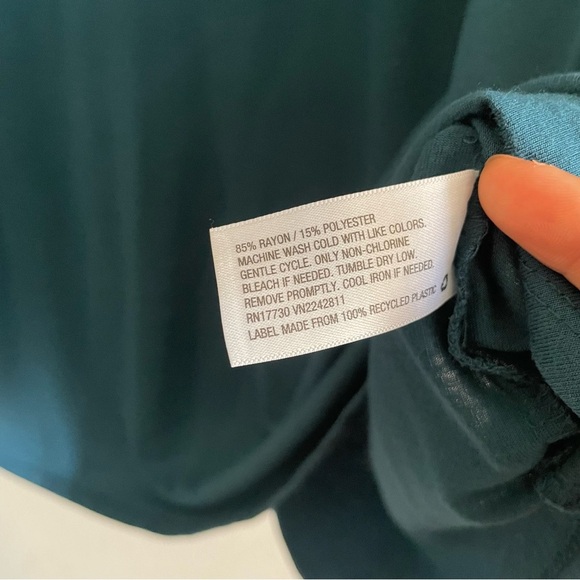 85% RAYON / 15% POLYESTER
MACHINE WASH COLD WITH LIKE COLORS.
GENTLE CYCLE. ONLY NON-CHLORINE
BLEACH IF NEEDED. TUMBLE DRY LOW.
REMOVE PROMPTLY. COOL IRON IF NEEDED.
RN17730 VN2242811
LABEL MADE FROM 100% RECYCLED PLASTIC